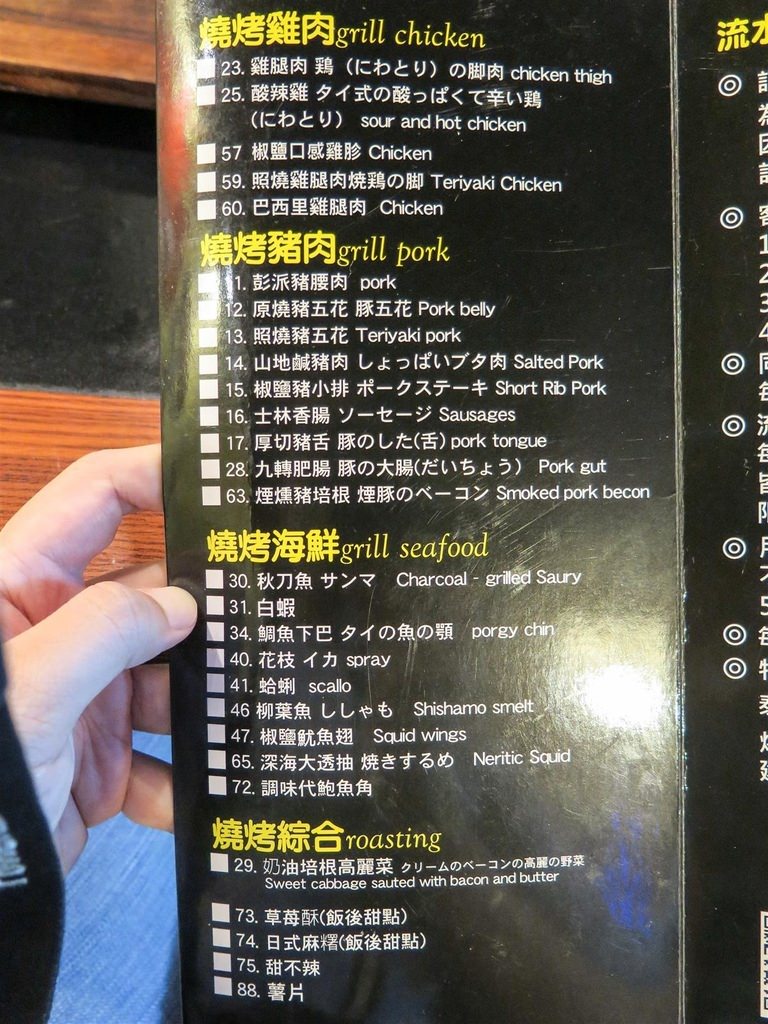 燒烤雞肉grill chicken
23. 雞腿肉 鶏（にわとり）の脚肉 chicken thigh
25. 酸辣雞 タイ式の酸っぱくて辛い鶏
（にわとり） sour and hot chicken
57 椒鹽口感雞胗 Chicken
59. 照燒雞腿肉焼鶏の脚 Teriyaki Chicken
60. 巴西里雞腿肉 Chicken
燒烤豬肉grill pork
11. 彭派豬腰肉 pork
12. 原燒豬五花 豚五花 Pork belly
13. 照燒豬五花 Teriyaki pork
14. 山地鹹豬肉 しょっぱいブタ肉 Salted Pork
15. 椒鹽豬小排 ポークステーキ Short Rib Pork
16. 士林香腸 ソーセージ Sausages
17. 厚切豬舌 豚のした(舌) pork tongue
28. 九轉肥腸 豚の大腸(だいちょう） Pork gut
63. 煙燻豬培根 煙豚のベーコン Smoked pork becon
燒烤海鮮grill seafood
30. 秋刀魚 サンマ Charcoal - grilled Saury
31. 白蝦
34. 鯛魚下巴 タイの魚の顎 porgy chin
40. 花枝 イカ spray
41. 蛤蜊 scallo
46 柳葉魚 ししゃも Shishamo smelt
47. 椒鹽魷魚翅 Squid wings
65. 深海大透抽 焼きするめ Neritic Squid
72. 調味代鮑魚角
燒烤綜合roasting
29. 奶油培根高麗菜 クリームのベーコンの高麗の野菜
Sweet cabbage sauted with bacon and butter
73. 草苺酥(飯後甜點)
74. 日式麻糬(飯後甜點)
75. 甜不辣
88. 薯片
流水
◎
為
因
◎
1
2
3
4
◎
每
◎ 流
每
皆
限
◎ 月
5
◎ 每
◎